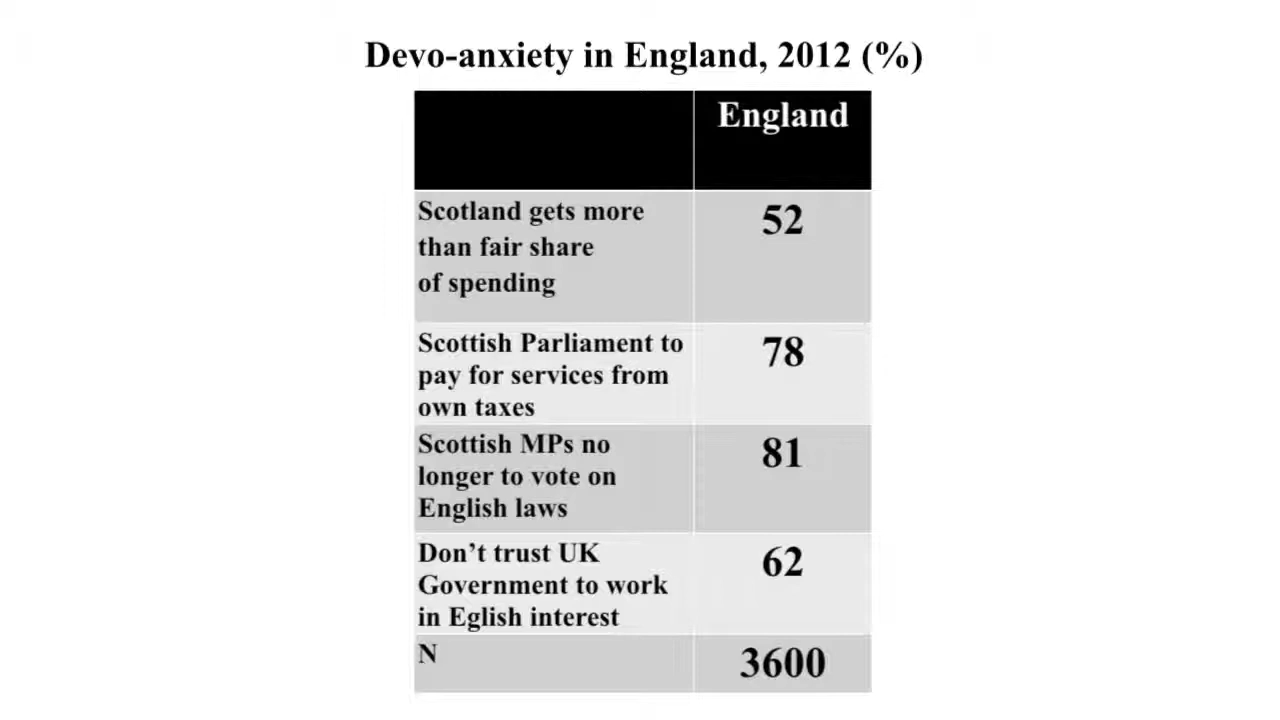 Devo-anxiety in England, 2012 (%)
England
Scotland gets more
than fair share
of spending
52
Scottish Parliament to
pay for services from
own taxes
78
Scottish MPs no
longer to vote on
English laws
81
Don’t trust UK
Government to work
in Eglish interest
62
N
3600